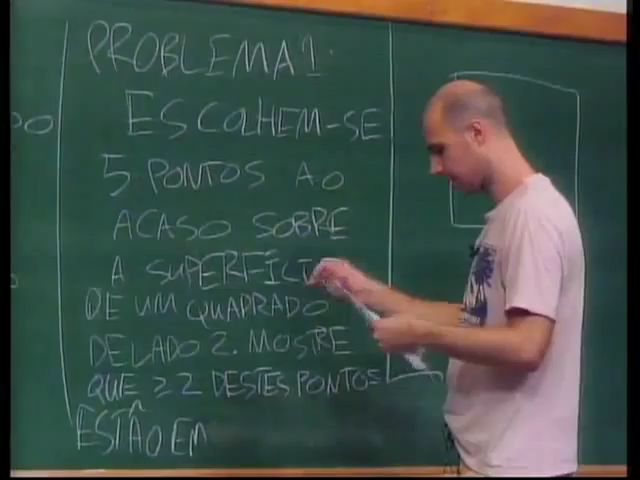 PROBLEMA 1.
ESCOLHEM-SE
5 PONTOS AO
ACASO SOBRE
A SUPERFÍCI
DE UM QUADRADO
DE LADO 2. MOSTRE
QUE ≥ 2 DESTES PONTOS
ESTÃO EM